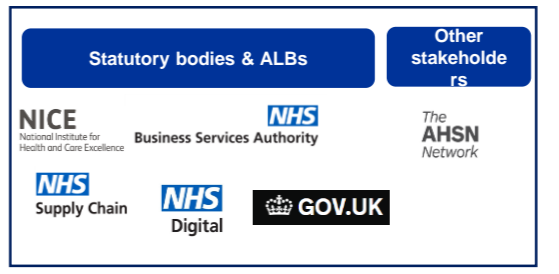 Statutory bodies & ALBs
Other
stakeholde
rs
NICE
National Institute for
Health and Care Excellence
NHS
Business Services Authority
The
AHSN
Network
NHS
Supply Chain
NHS
Digital
GOV.UK